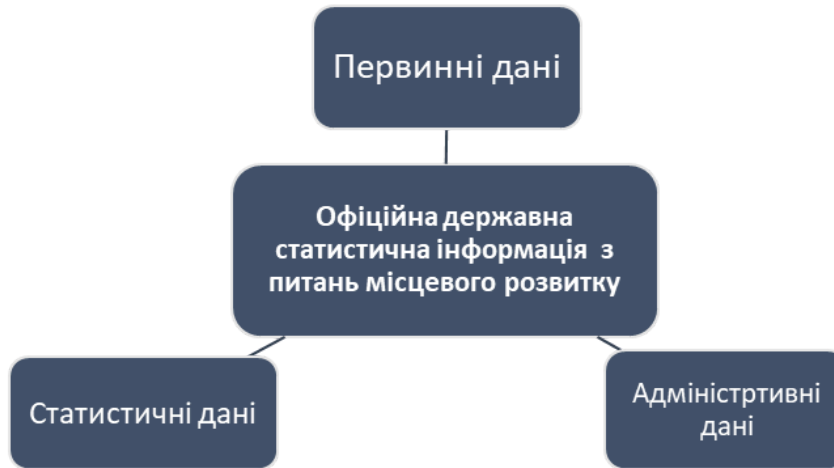 Первинні дані
Офіційна державна
статистична інформація  з
питань місцевого розвитку
Статистичні дані
Адміністртивні
дані